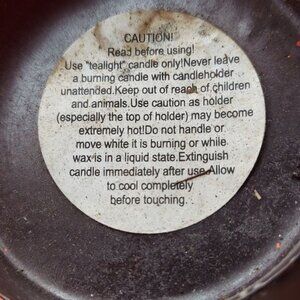 CAUTION!
Read before using!
Use "tealight" candle only!Never leave
a burning candle with candleholder
unattended.Keep out of reach of children
and animals.Use caution as holder
(especially the top of holder) may become
extremely hot!Do not handle or
move white it is burning or while
wax is in a liquid state.Extinguish
candle immediately after use.Allow
to cool completely
before touching.